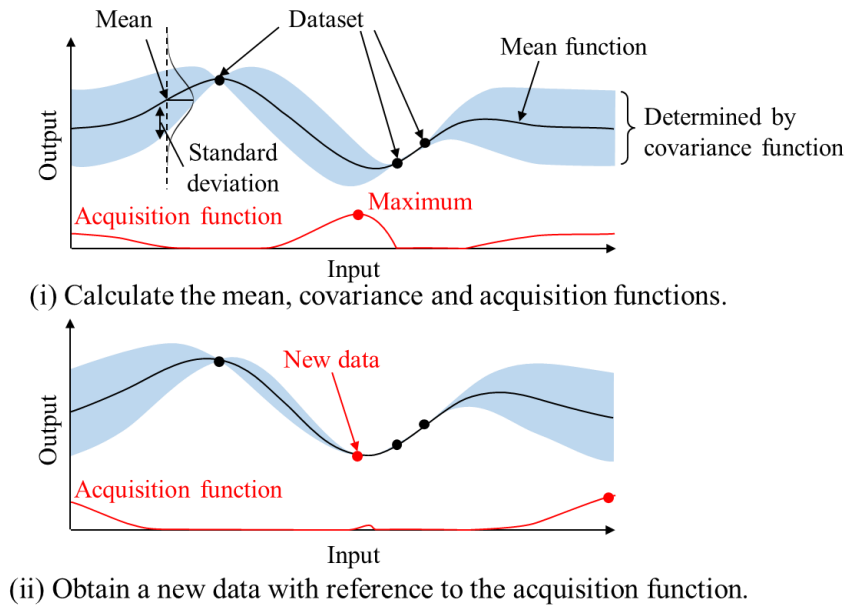 Mean
Dataset
Mean function
Output
Standard
deviation
Determined by
covariance function
Acquisition function
Maximum
Input
(i) Calculate the mean, covariance and acquisition functions.
New data
Output
Acquisition function
Input
(ii) Obtain a new data with reference to the acquisition function.